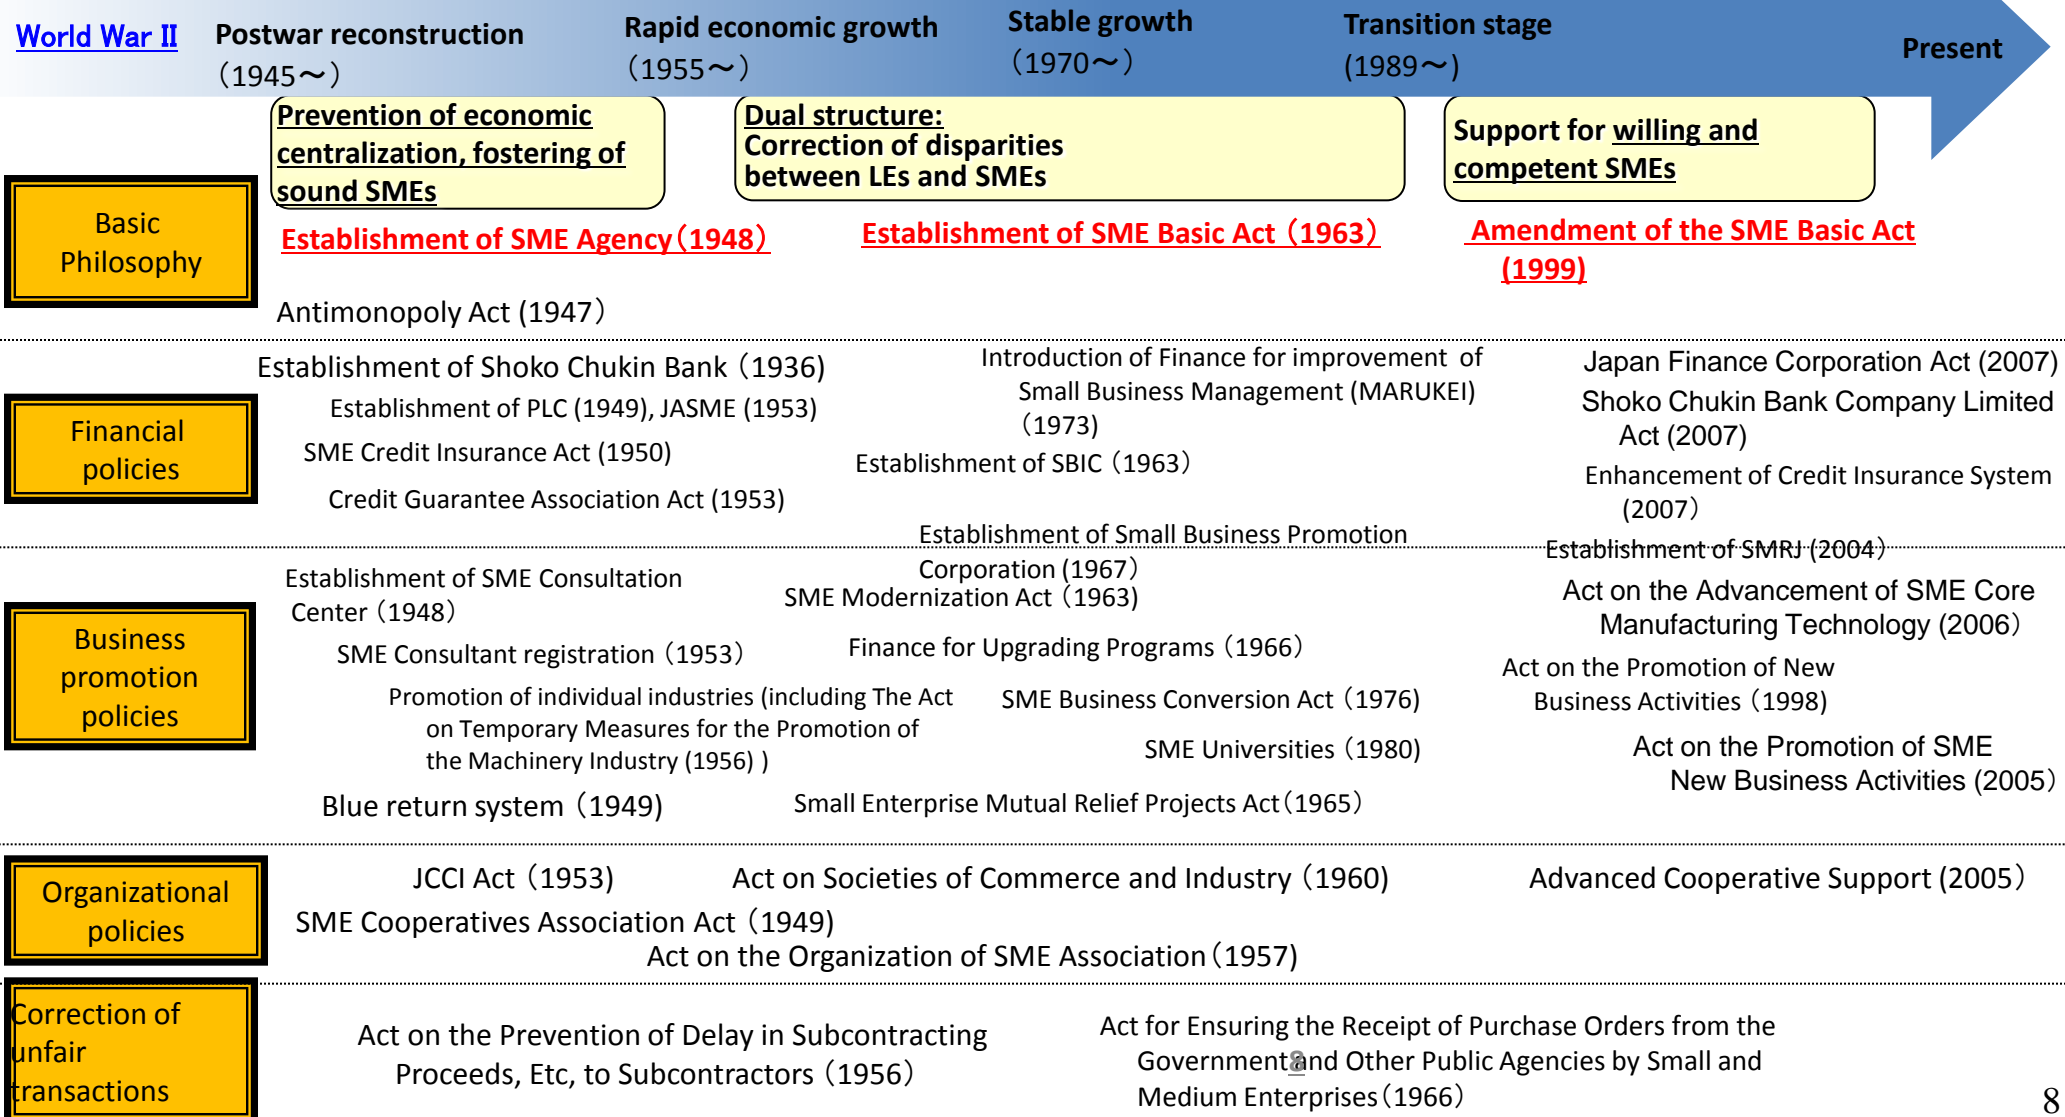 World War II
Postwar reconstruction
（1945～）
Rapid economic growth
（1955～）
Stable growth
（1970～）
Transition stage
(1989～)
Present
Prevention of economic
centralization, fostering of
sound SMEs
Dual structure:
Correction of disparities
between LEs and SMEs
Support for willing and
competent SMEs
Basic
Philosophy
Establishment of SME Agency（1948）
Establishment of SME Basic Act（1963）
Amendment of the SME Basic Act
(1999)
Antimonopoly Act (1947）
Financial
policies
Establishment of Shoko Chukin Bank（1936)
Establishment of PLC (1949), JASME (1953)
SME Credit Insurance Act (1950)
Credit Guarantee Association Act (1953)
Introduction of Finance for improvement of
Small Business Management (MARUKEI)
（1973)
Establishment of SBIC（1963）
Establishment of Small Business Promotion
Corporation (1967）
Japan Finance Corporation Act (2007)
Shoko Chukin Bank Company Limited
Act (2007)
Enhancement of Credit Insurance System
(2007）
Establishment of SMRJ (2004）
Business
promotion
policies
Establishment of SME Consultation
Center（1948）
SME Consultant registration（1953）
Promotion of individual industries (including The Act
on Temporary Measures for the Promotion of
the Machinery Industry (1956) )
Blue return system（1949)
SME Modernization Act（1963)
Finance for Upgrading Programs（1966）
SME Business Conversion Act（1976)
SME Universities（1980)
Small Enterprise Mutual Relief Projects Act（1965）
Act on the Advancement of SME Core
Manufacturing Technology (2006）
Act on the Promotion of New
Business Activities（1998)
Act on the Promotion of SME
New Business Activities (2005）
Organizational
policies
JCCI Act（1953)
Act on Societies of Commerce and Industry（1960)
Advanced Cooperative Support (2005）
SME Cooperatives Association Act（1949)
Act on the Organization of SME Association（1957)
Correction of
unfair
transactions
Act on the Prevention of Delay in Subcontracting
Proceeds, Etc, to Subcontractors（1956）
Act for Ensuring the Receipt of Purchase Orders from the
Government and Other Public Agencies by Small and
Medium Enterprises（1966）
8
8